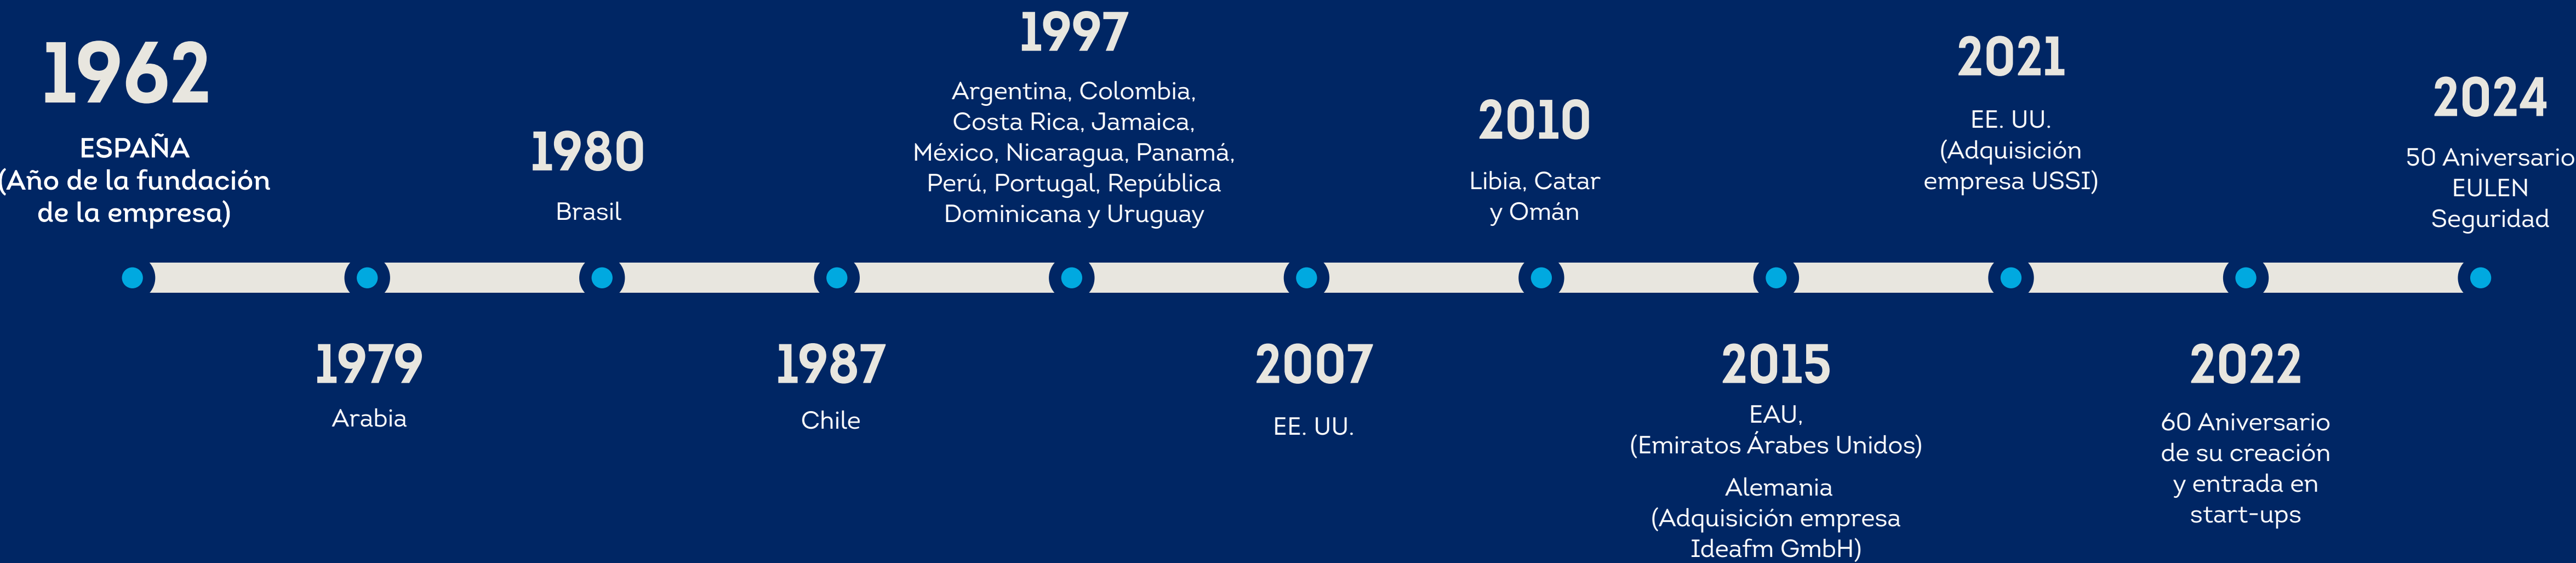 1962
ESPAÑA
(Año de la fundación
de la empresa)
1979
Arabia
1980
Brasil
1987
Chile
1997
Argentina, Colombia,
Costa Rica, Jamaica,
México, Nicaragua, Panamá,
Perú, Portugal, República
Dominicana y Uruguay
2007
EE. UU.
2010
Libia, Catar
y Omán
2015
EAU,
(Emiratos Árabes Unidos)
Alemania
(Adquisición empresa
Ideafm GmbH)
2021
EE. UU.
(Adquisición
empresa USSI)
2022
60 Aniversario
de su creación
y entrada en
start-ups
2024
50 Aniversario
EULEN
Seguridad